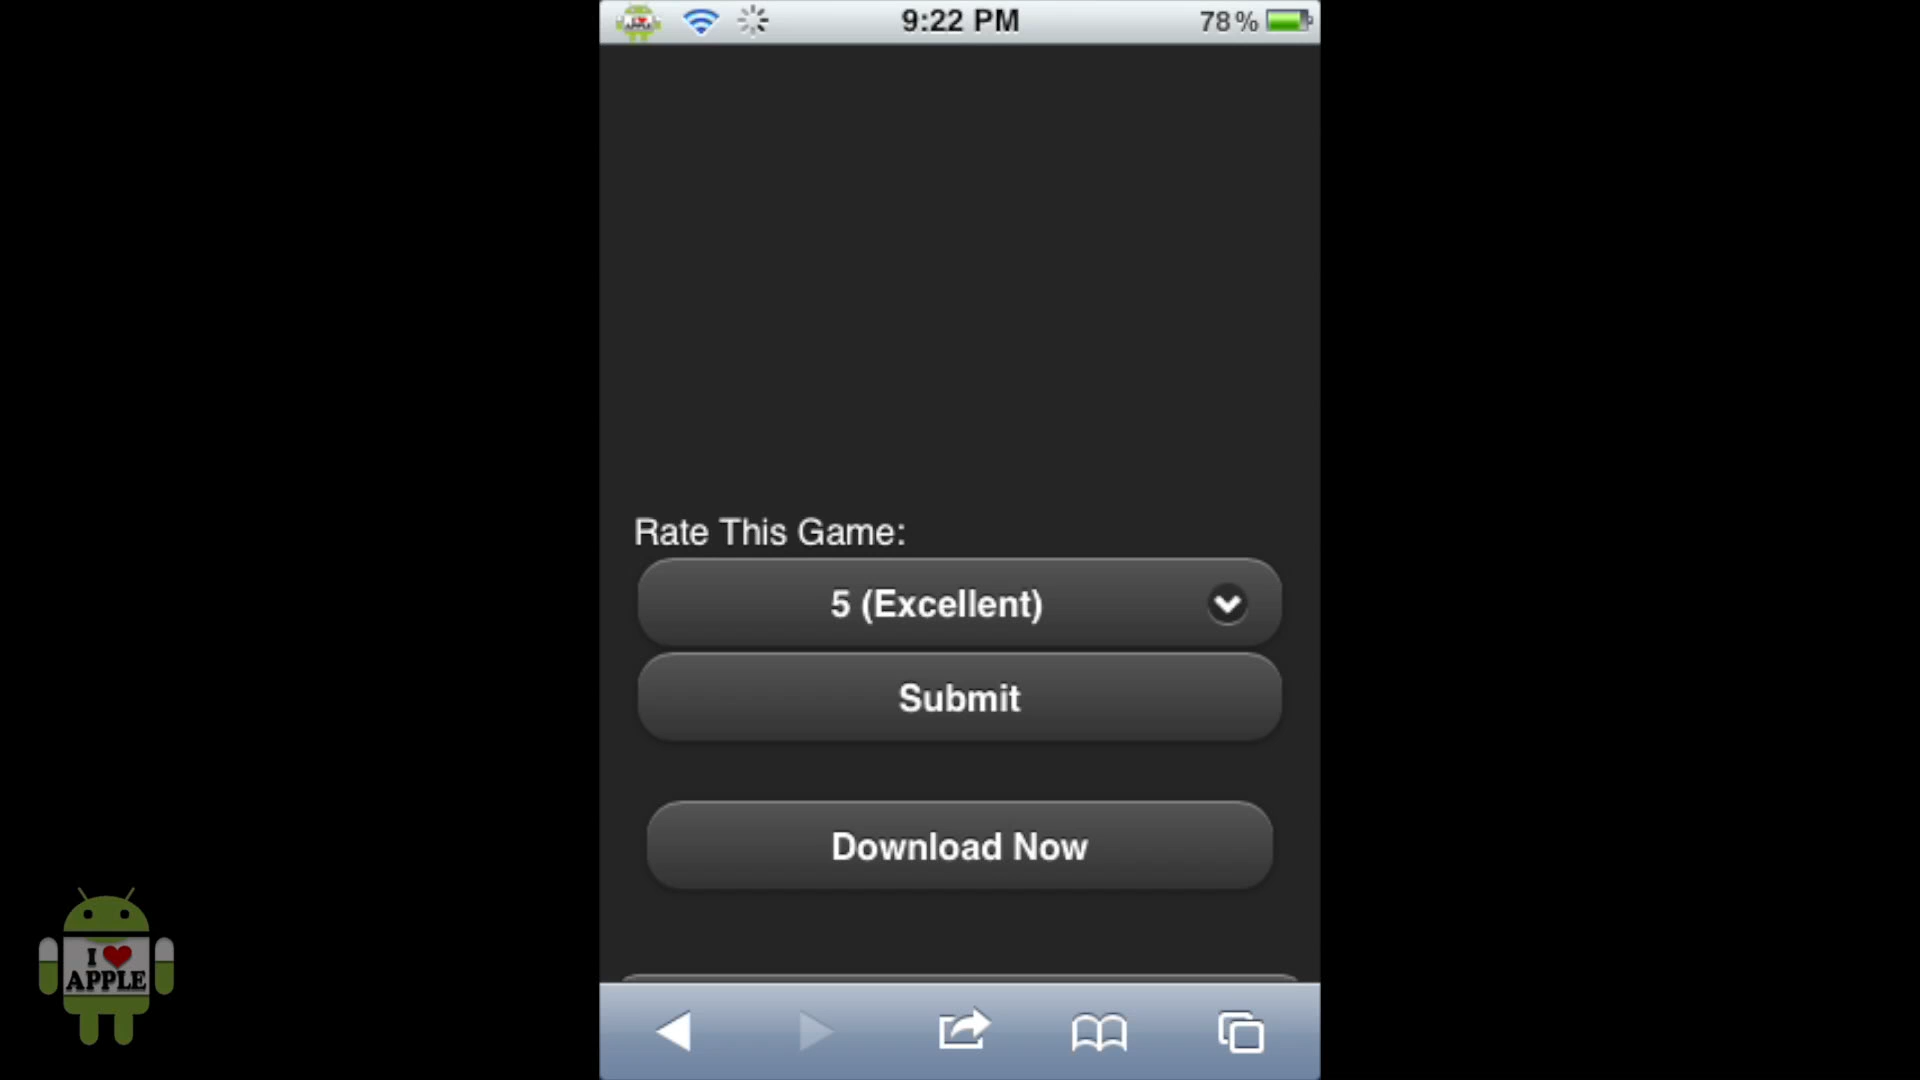 9:22 PM
78%
Rate This Game:
5 (Excellent)
Submit
Download Now
I
APPLE